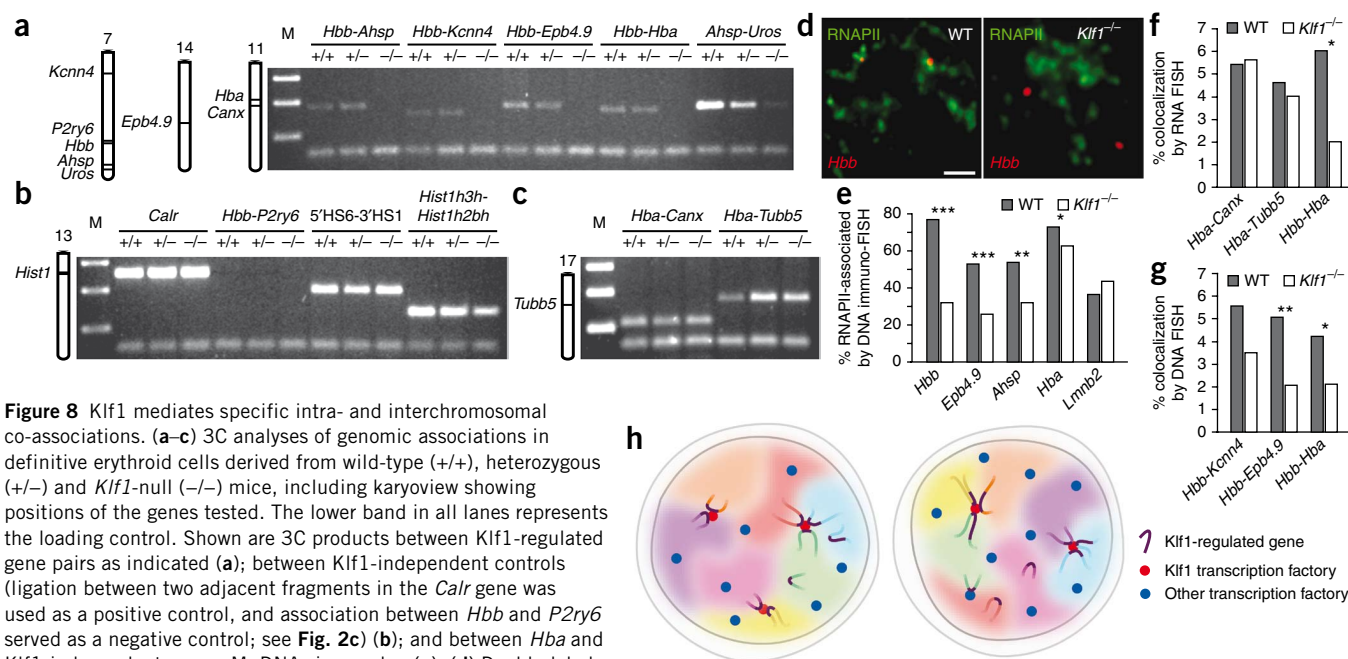 a
7
Kcnn4
P2ry6
Hbb
Ahsp
Uros
14
Epb4.9
11
Hba
Canx
M
Hbb-Ahsp Hbb-Kcnn4 Hbb-Epb4.9 Hbb-Hba Ahsp-Uros
+/+ +/– –/– +/+ +/– –/– +/+ +/– –/– +/+ +/– –/– +/+ +/– –/–
b
13
Hist1
M
Calr Hbb-P2ry6 5′HS6-3′HS1 Hist1h3h-
Hist1h2bh
+/+ +/– –/– +/+ +/– –/– +/+ +/– –/– +/+ +/– –/–
c
17
Tubb5
M
Hba-Canx Hba-Tubb5
+/+ +/– –/– +/+ +/– –/–
d
RNAPII WT
Hbb
RNAPII Klf1–/–
Hbb
e
% RNAPII-associated
by DNA immuno-FISH
80
60
40
20
0
WT Klf1–/–
*** *** ** *
Hbb Epb4.9 Ahsp Hba Lmnb2
f
WT Klf1–/–
% colocalization
by RNA FISH
7
6
5
4
3
2
1
0
*
Hba-Canx Hba-Tubb5 Hbb-Hba
g
% colocalization
by DNA FISH
7
6
5
4
3
2
1
0
** *
Hbb-Kcnn4 Hbb-Epb4.9 Hbb-Hba
h
Klf1-regulated gene
Klf1 transcription factory
Other transcription factory
Figure 8 Klf1 mediates specific intra- and interchromosomal
co-associations. (a–c) 3C analyses of genomic associations in
definitive erythroid cells derived from wild-type (+/+), heterozygous
(+/–) and Klf1-null (–/–) mice, including karyoview showing
positions of the genes tested. The lower band in all lanes represents
the loading control. Shown are 3C products between Klf1-regulated
gene pairs as indicated (a); between Klf1-independent controls
(ligation between two adjacent fragments in the Calr gene was
used as a positive control, and association between Hbb and P2ry6
served as a negative control; see Fig. 2c) (b); and between Hba and